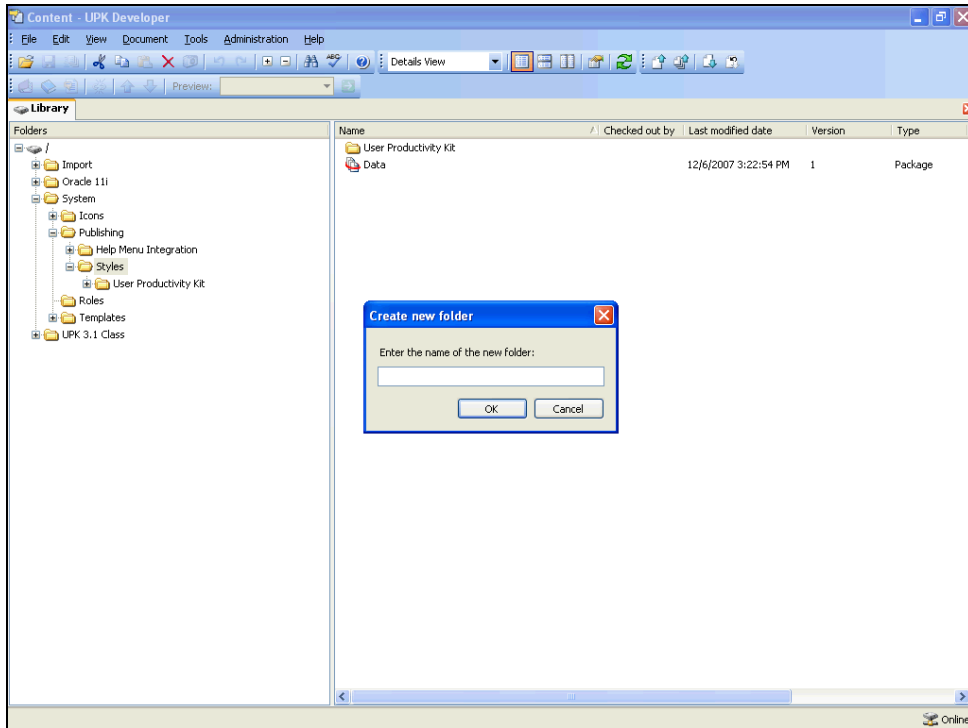 Content - UPK Developer
File Edit View Document Tools Administration Help
ABC Details View
Preview:
Library
Folders
Name / Checked out by Last modified date Version Type
/
Import
Oracle 11i
System
Icons
Publishing
Help Menu Integration
Styles
User Productivity Kit
Roles
Templates
UPK 3.1 Class
User Productivity Kit
Data 12/6/2007 3:22:54 PM 1 Package
Create new folder
Enter the name of the new folder:
OK Cancel
Online